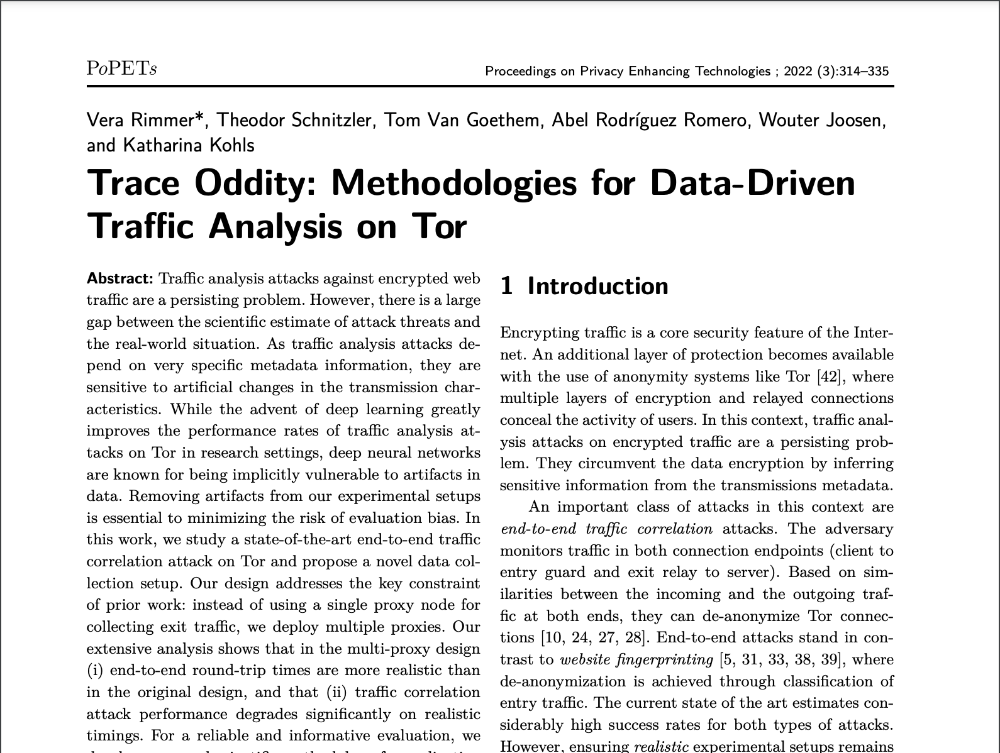 PoPETs
Proceedings on Privacy Enhancing Technologies ; 2022 (3):314–335
Vera Rimmer*, Theodor Schnitzler, Tom Van Goethem, Abel Rodríguez Romero, Wouter Joosen,
and Katharina Kohls
Trace Oddity: Methodologies for Data-Driven
Traffic Analysis on Tor
Abstract: Traffic analysis attacks against encrypted web
traffic are a persisting problem. However, there is a large
gap between the scientific estimate of attack threats and
the real-world situation. As traffic analysis attacks de-
pend on very specific metadata information, they are
sensitive to artificial changes in the transmission char-
acteristics. While the advent of deep learning greatly
improves the performance rates of traffic analysis at-
tacks on Tor in research settings, deep neural networks
are known for being implicitly vulnerable to artifacts in
data. Removing artifacts from our experimental setups
is essential to minimizing the risk of evaluation bias. In
this work, we study a state-of-the-art end-to-end traffic
correlation attack on Tor and propose a novel data col-
lection setup. Our design addresses the key constraint
of prior work: instead of using a single proxy node for
collecting exit traffic, we deploy multiple proxies. Our
extensive analysis shows that in the multi-proxy design
(i) end-to-end round-trip times are more realistic than
in the original design, and that (ii) traffic correlation
attack performance degrades significantly on realistic
timings. For a reliable and informative evaluation, we
1 Introduction
Encrypting traffic is a core security feature of the Inter-
net. An additional layer of protection becomes available
with the use of anonymity systems like Tor [42], where
multiple layers of encryption and relayed connections
conceal the activity of users. In this context, traffic anal-
ysis attacks on encrypted traffic are a persisting prob-
lem. They circumvent the data encryption by inferring
sensitive information from the transmissions metadata.
An important class of attacks in this context are
end-to-end traffic correlation attacks. The adversary
monitors traffic in both connection endpoints (client to
entry guard and exit relay to server). Based on sim-
ilarities between the incoming and the outgoing traf-
fic at both ends, they can de-anonymize Tor connec-
tions [10, 24, 27, 28]. End-to-end attacks stand in con-
trast to website fingerprinting [5, 31, 33, 38, 39], where
de-anonymization is achieved through classification of
entry traffic. The current state of the art estimates con-
siderably high success rates for both types of attacks.
However, ensuring realistic experimental setups remains